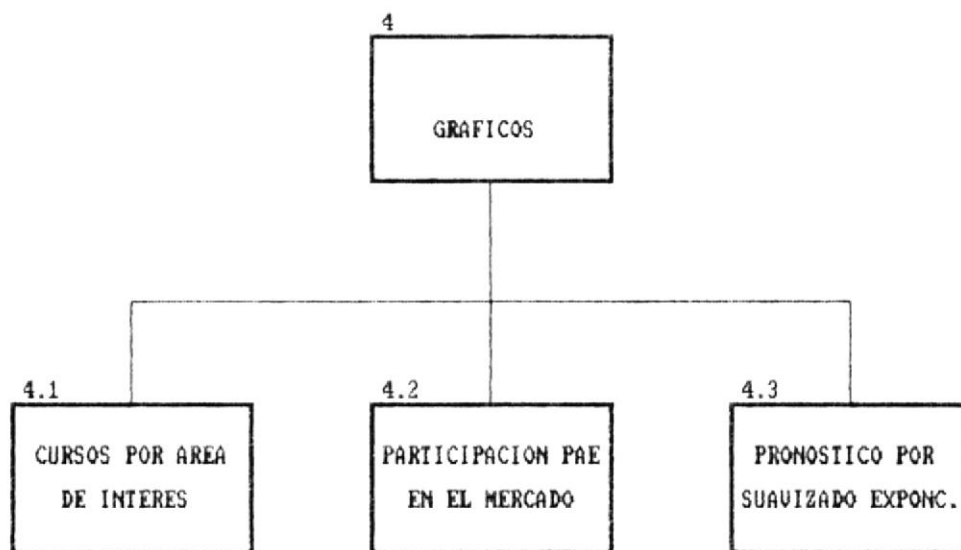 4
GRAFICOS
4.1
CURSOS POR AREA
DE INTERES
4.2
PARTICIPACION PAE
EN EL MERCADO
4.3
PRONOSTICO POR
SUAVIZADO EXPONC.